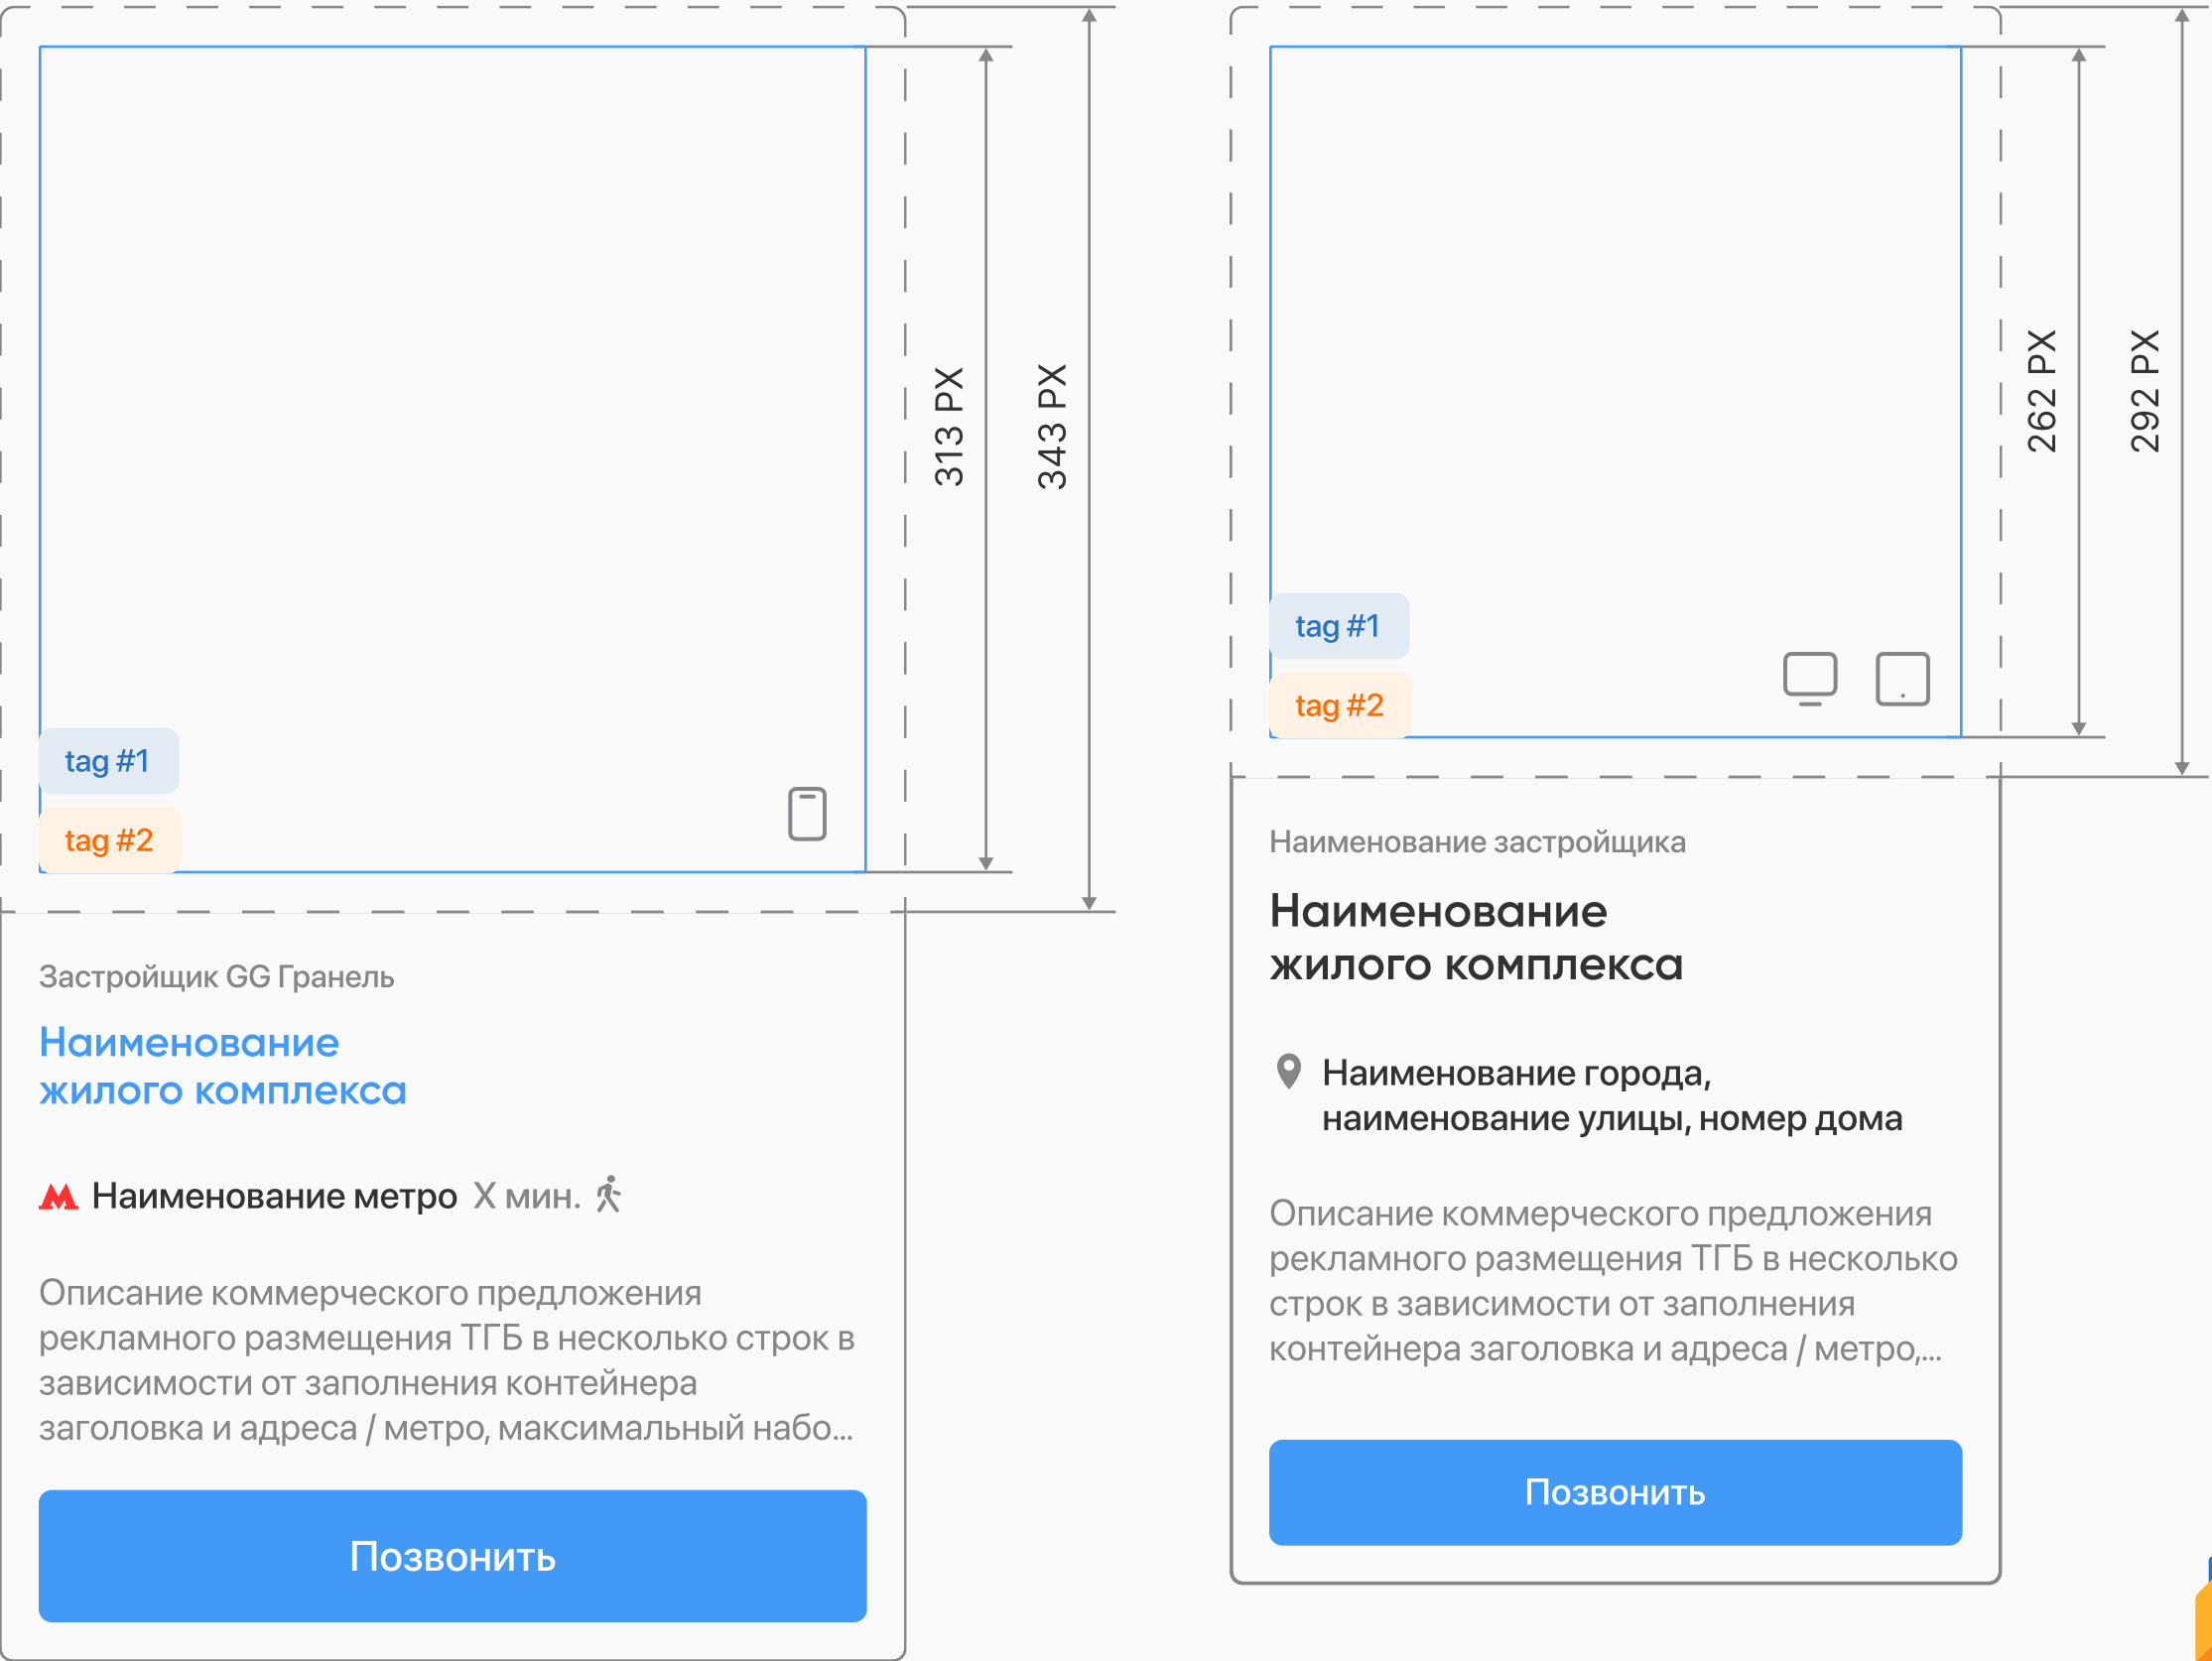 313 PX
343 PX
tag #1
tag #2
Застройщик GG Гранель
Наименование
жилого комплекса
Наименование метро X мин.
Описание коммерческого предложения
рекламного размещения ТГБ в несколько строк в
зависимости от заполнения контейнера
заголовка и адреса / метро, максимальный набо...
Позвонить
262 PX
292 PX
tag #1
tag #2
Наименование застройщика
Наименование
жилого комплекса
Наименование города,
наименование улицы, номер дома
Описание коммерческого предложения
рекламного размещения ТГБ в несколько
строк в зависимости от заполнения
контейнера заголовка и адреса / метро,...
Позвонить